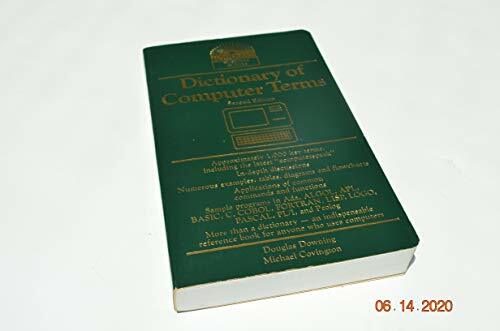 Dictionary of
Computer Terms
Second Edition
Approximately 1,000 key terms,
including the latest "computerspeak"
In-depth discussions
Numerous examples, tables, diagrams and flowcharts
Applications of common
commands and functions
Sample programs in Ada, ALGOL, APL,
BASIC, C, COBOL, FORTRAN, LISP, LOGO,
PASCAL, PL/I, and Prolog
More than a dictionary — an indispensable
reference book for anyone who uses computers
Douglas Downing
Michael Covington
06.14.2020